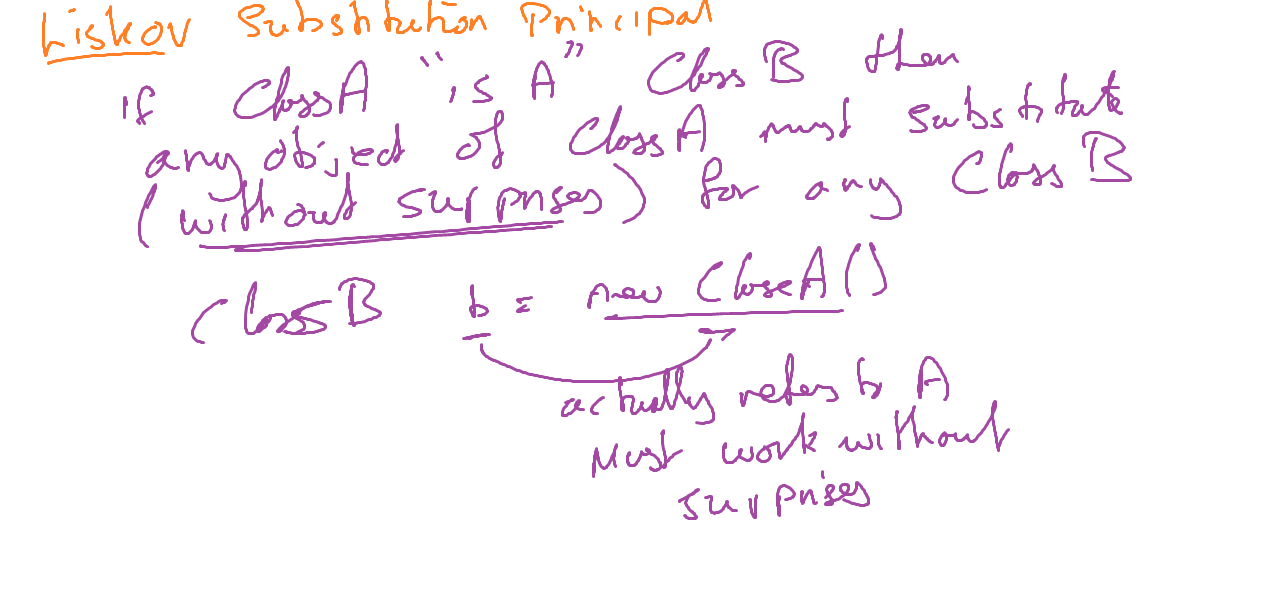 Liskov Substitution Principal
If ClassA "is A" Class B then
any object of ClassA must substitute
(without surprises) for any Class B
ClassB b = new ClassA()
actually refers to A
Must work without
surprises